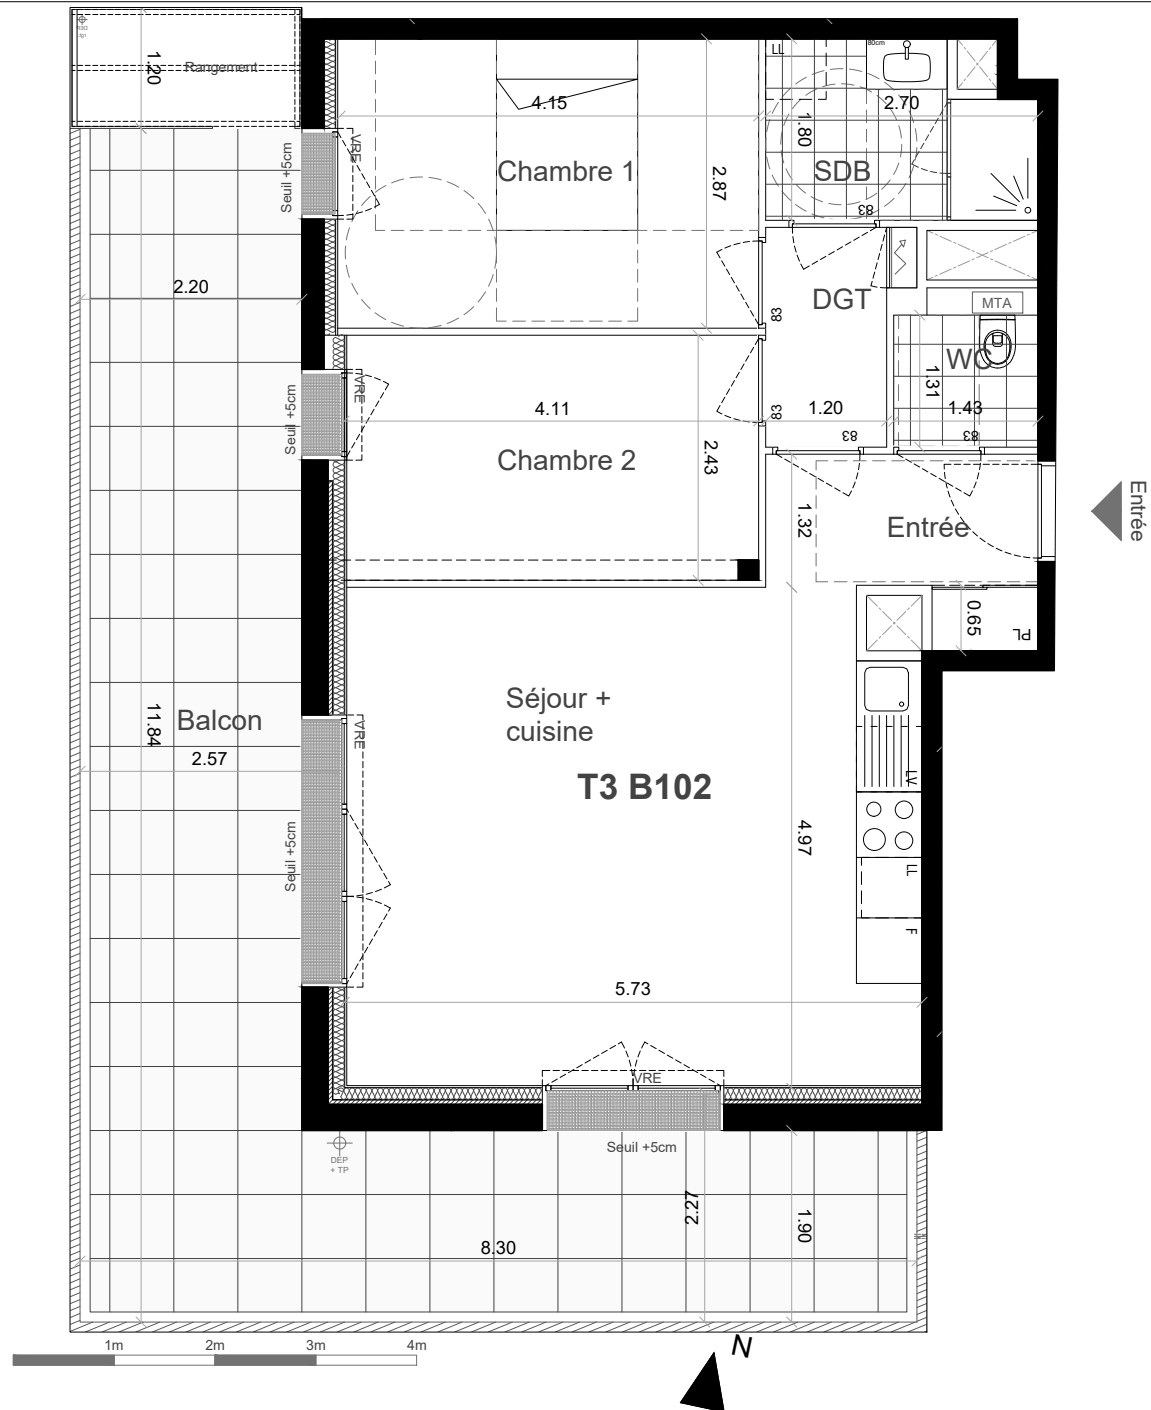 Rangement
1.20
LL
80cm
4.15
2.70
1.80
VRE
Seuil +5cm
Chambre 1
2.87
SDB
83
2.20
DGT
MTA
83
WC
1.31
VRE
Seuil +5cm
4.11
83
1.20
1.43
83
83
Chambre 2
2.43
Entrée
1.32
Entrée
0.65
PL
Séjour +
cuisine
11.84
Balcon
VRE
2.57
T3 B102
LV
4.97
Seuil +5cm
LL
F
5.73
VRE
Seuil +5cm
DEP
+ TP
2.27
1.90
8.30
1m
2m
3m
4m
N